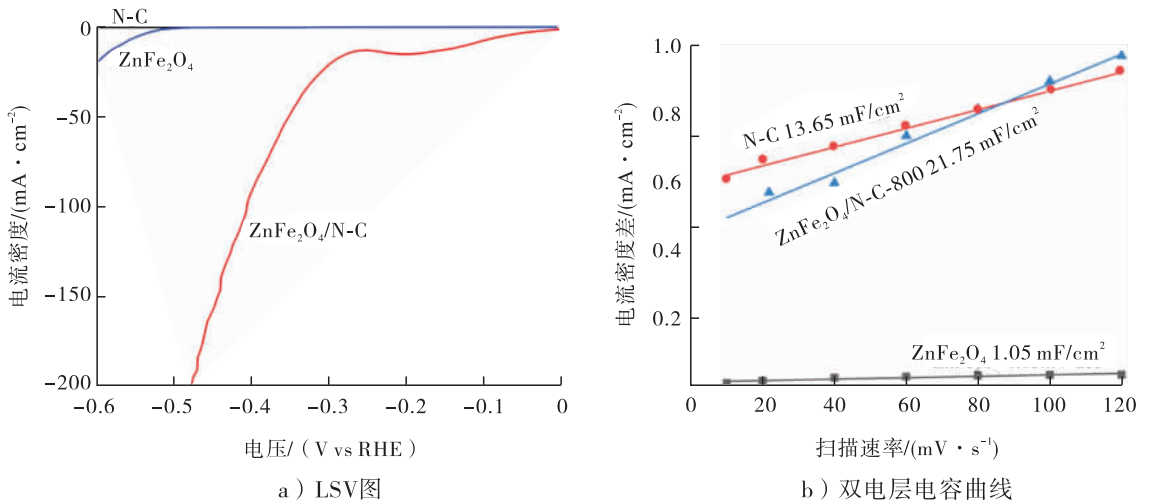 N-C
ZnFe₂O₄
ZnFe₂O₄/N-C
0
-50
-100
-150
-200
-0.6
-0.5
-0.4
-0.3
-0.2
-0.1
0
电流密度/(mA·cm⁻²)
电压/（V vs RHE）
a）LSV图
1.0
0.8
0.6
0.4
0.2
0
20
40
60
80
100
120
N-C 13.65 mF/cm²
ZnFe₂O₄/N-C-800 21.75 mF/cm²
ZnFe₂O₄ 1.05 mF/cm²
电流密度差/(mA·cm⁻²)
扫描速率/(mV·s⁻¹)
b）双电层电容曲线